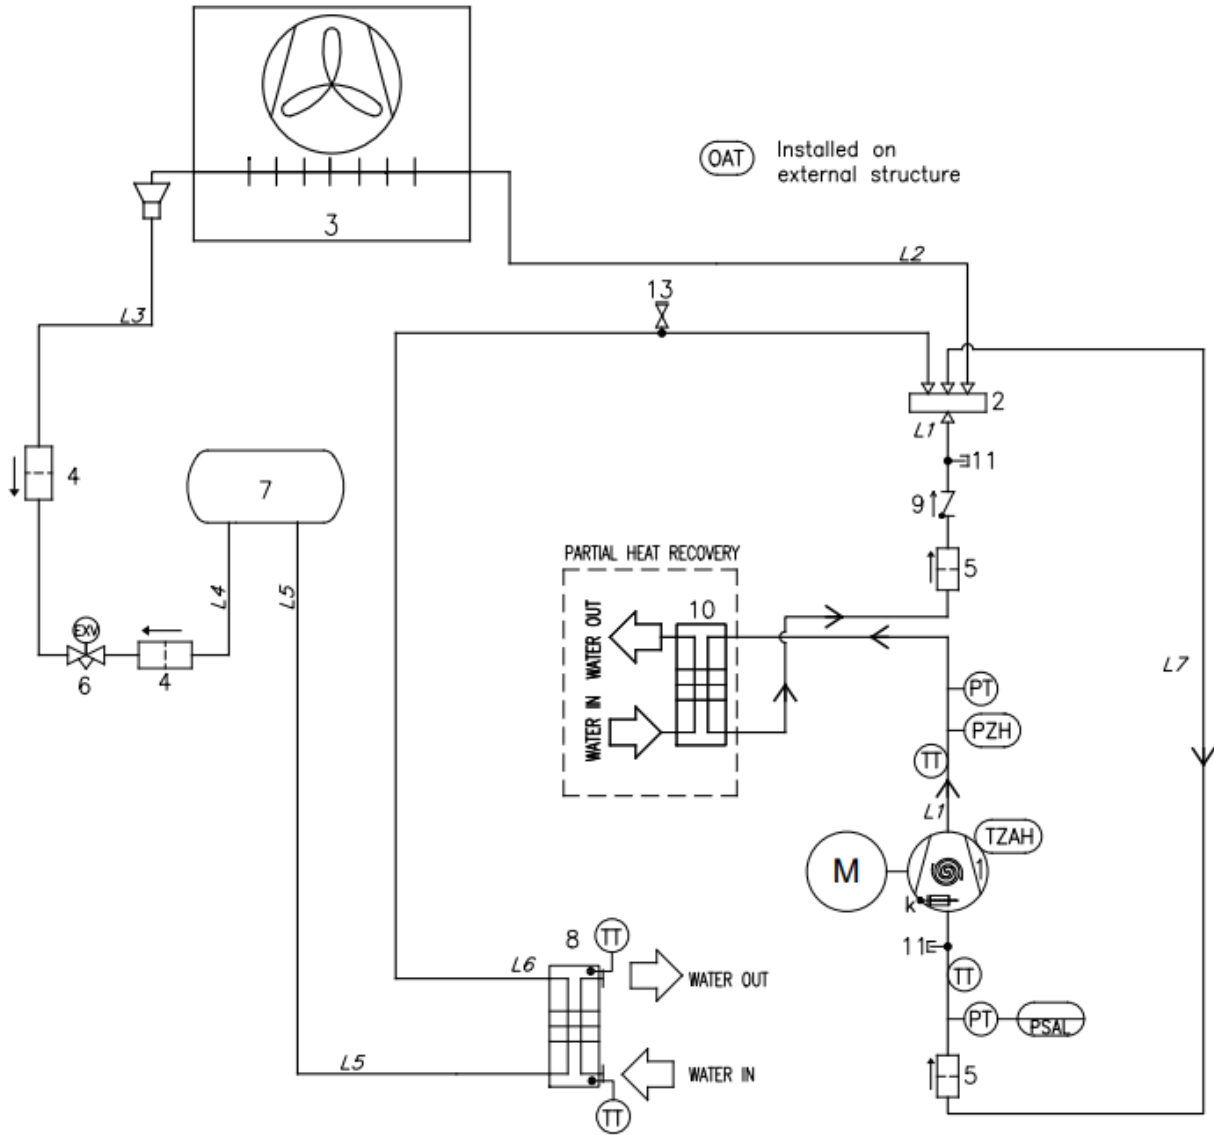 OAT
Installed on
external structure
3
L2
13
L3
2
L1
11
4
7
9
PARTIAL HEAT RECOVERY
5
L4
L5
10
EXV
WATER IN WATER OUT
6
4
L7
PT
PZH
TT
L1
TZAH
M
1
k
11
8
TT
TT
L6
WATER OUT
PT
PSAL
L5
WATER IN
5
TT